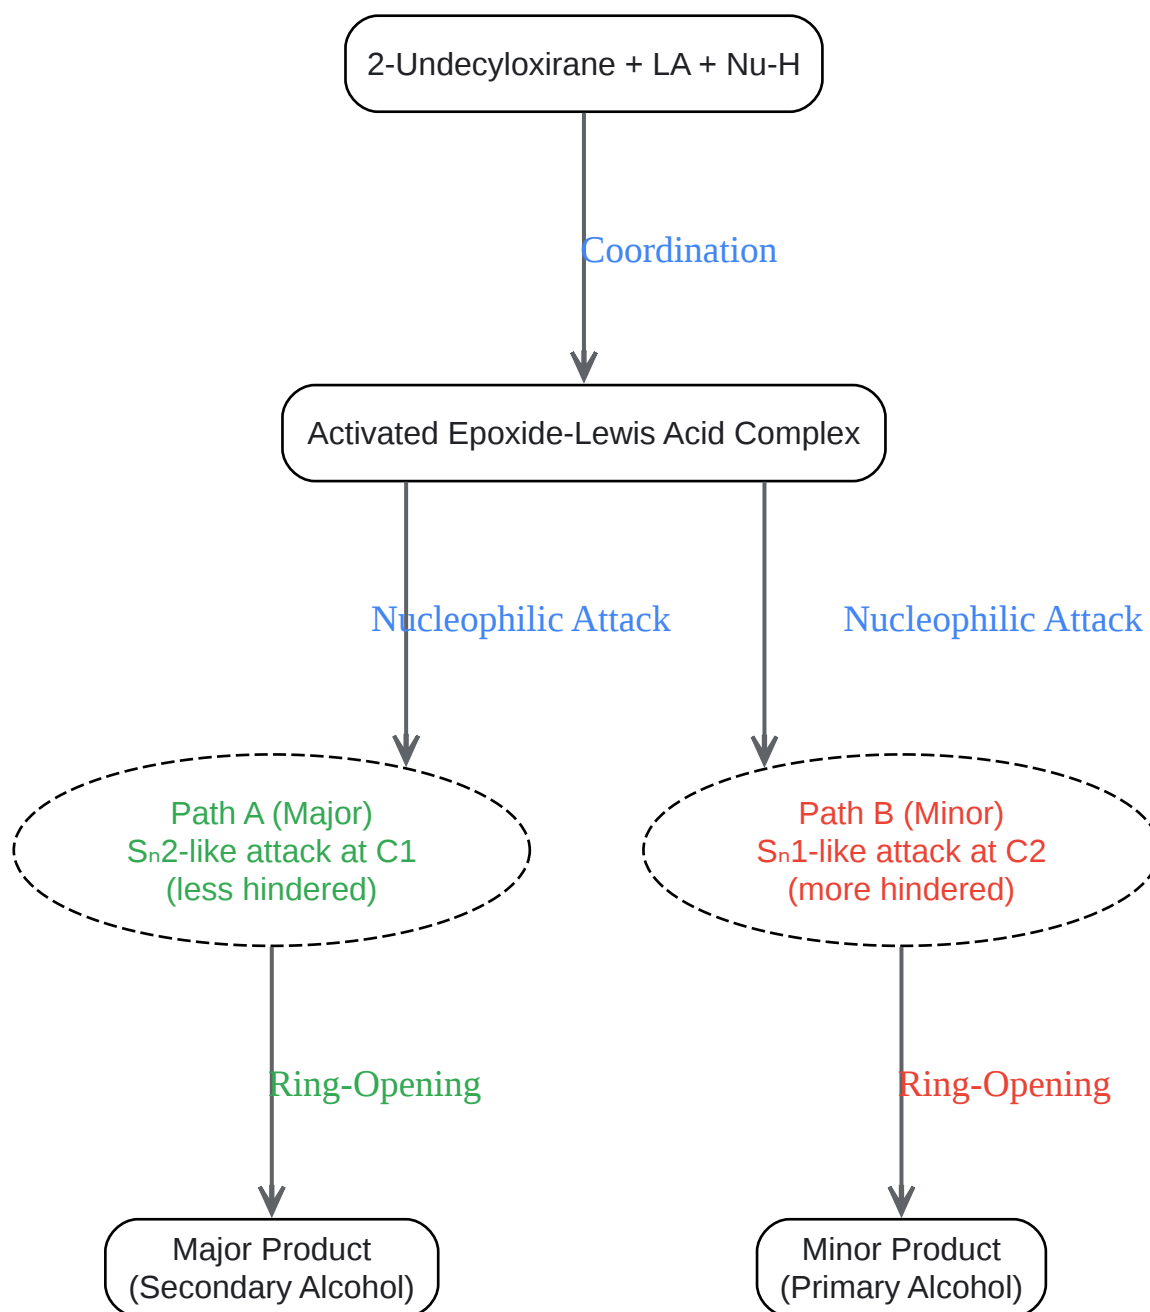 2-Undecyloxirane + LA + Nu-H
Coordination
Activated Epoxide-Lewis Acid Complex
Nucleophilic Attack
Nucleophilic Attack
Path A (Major)
Sₙ2-like attack at C1
(less hindered)
Path B (Minor)
Sₙ1-like attack at C2
(more hindered)
Ring-Opening
Ring-Opening
Major Product
(Secondary Alcohol)
Minor Product
(Primary Alcohol)